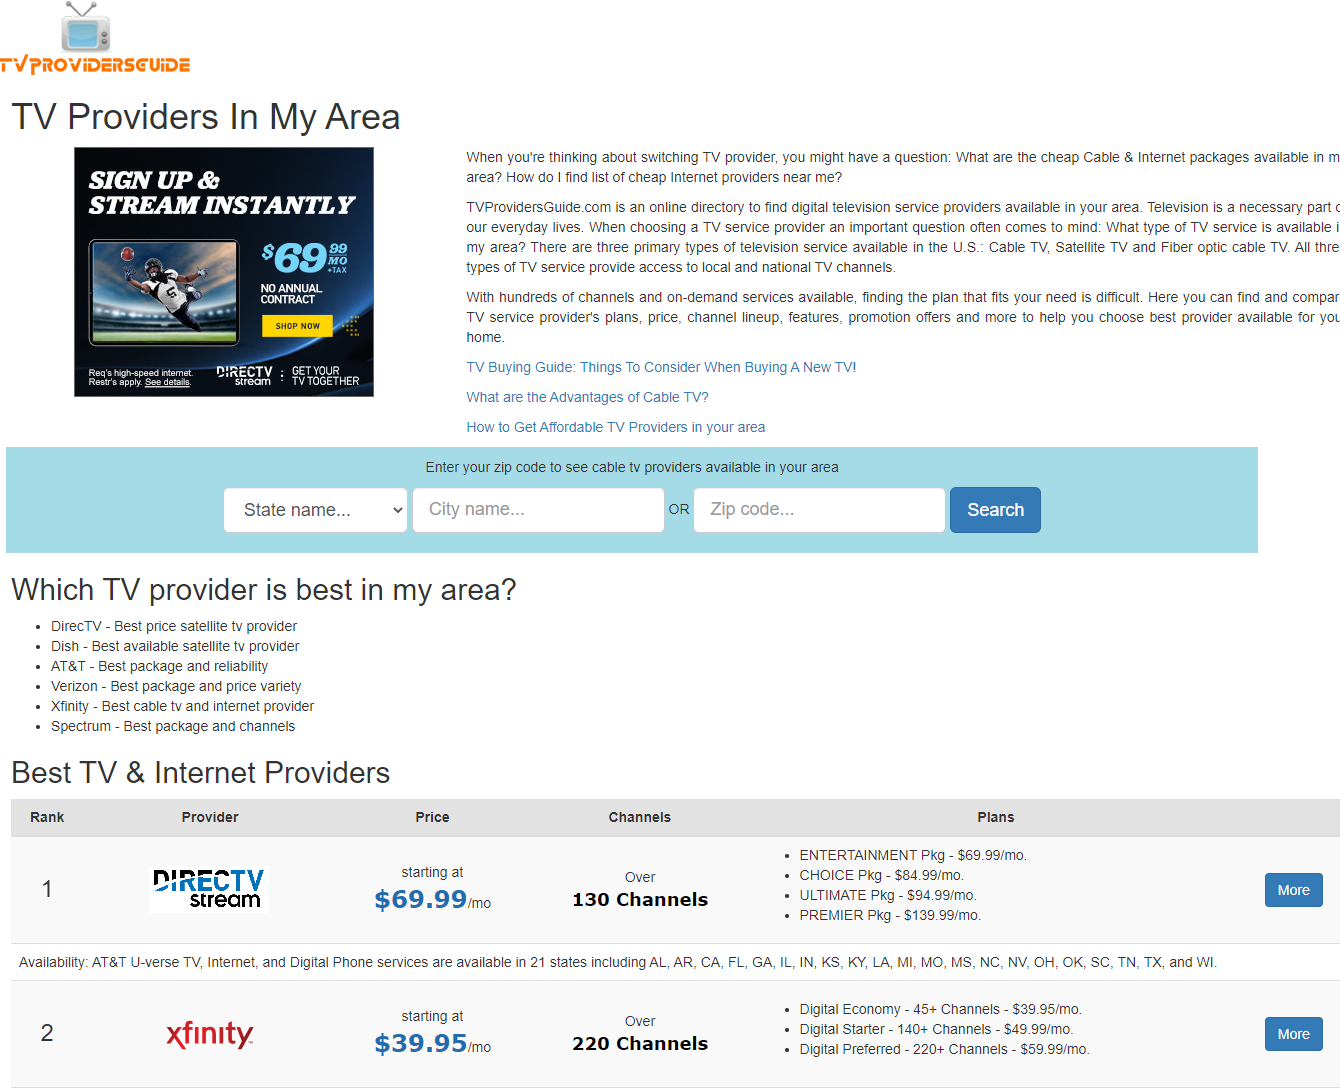 TVPROVIDERSGUIDE
TV Providers In My Area
SIGN UP &
STREAM INSTANTLY
$69.99
MO
+TAX
NO ANNUAL
CONTRACT
SHOP NOW
Req's high-speed internet.
Restr's apply. See details.
DIRECTV
stream
GET YOUR
TV TOGETHER
When you're thinking about switching TV provider, you might have a question: What are the cheap Cable & Internet packages available in m
area? How do I find list of cheap Internet providers near me?
TVProvidersGuide.com is an online directory to find digital television service providers available in your area. Television is a necessary part
our everyday lives. When choosing a TV service provider an important question often comes to mind: What type of TV service is available i
my area? There are three primary types of television service available in the U.S.: Cable TV, Satellite TV and Fiber optic cable TV. All thre
types of TV service provide access to local and national TV channels.
With hundreds of channels and on-demand services available, finding the plan that fits your need is difficult. Here you can find and compar
TV service provider's plans, price, channel lineup, features, promotion offers and more to help you choose best provider available for you
home.
TV Buying Guide: Things To Consider When Buying A New TV!
What are the Advantages of Cable TV?
How to Get Affordable TV Providers in your area
Enter your zip code to see cable tv providers available in your area
State name... City name... OR Zip code... Search
Which TV provider is best in my area?
DirecTV - Best price satellite tv provider
Dish - Best available satellite tv provider
AT&T - Best package and reliability
Verizon - Best package and price variety
Xfinity - Best cable tv and internet provider
Spectrum - Best package and channels
Best TV & Internet Providers
Rank Provider Price Channels Plans
1
DIRECTV
stream
starting at
$69.99/mo
Over
130 Channels
ENTERTAINMENT Pkg - $69.99/mo.
CHOICE Pkg - $84.99/mo.
ULTIMATE Pkg - $94.99/mo.
PREMIER Pkg - $139.99/mo.
More
Availability: AT&T U-verse TV, Internet, and Digital Phone services are available in 21 states including AL, AR, CA, FL, GA, IL, IN, KS, KY, LA, MI, MO, MS, NC, NV, OH, OK, SC, TN, TX, and WI.
2
xfinity
starting at
$39.95/mo
Over
220 Channels
Digital Economy - 45+ Channels - $39.95/mo.
Digital Starter - 140+ Channels - $49.99/mo.
Digital Preferred - 220+ Channels - $59.99/mo.
More